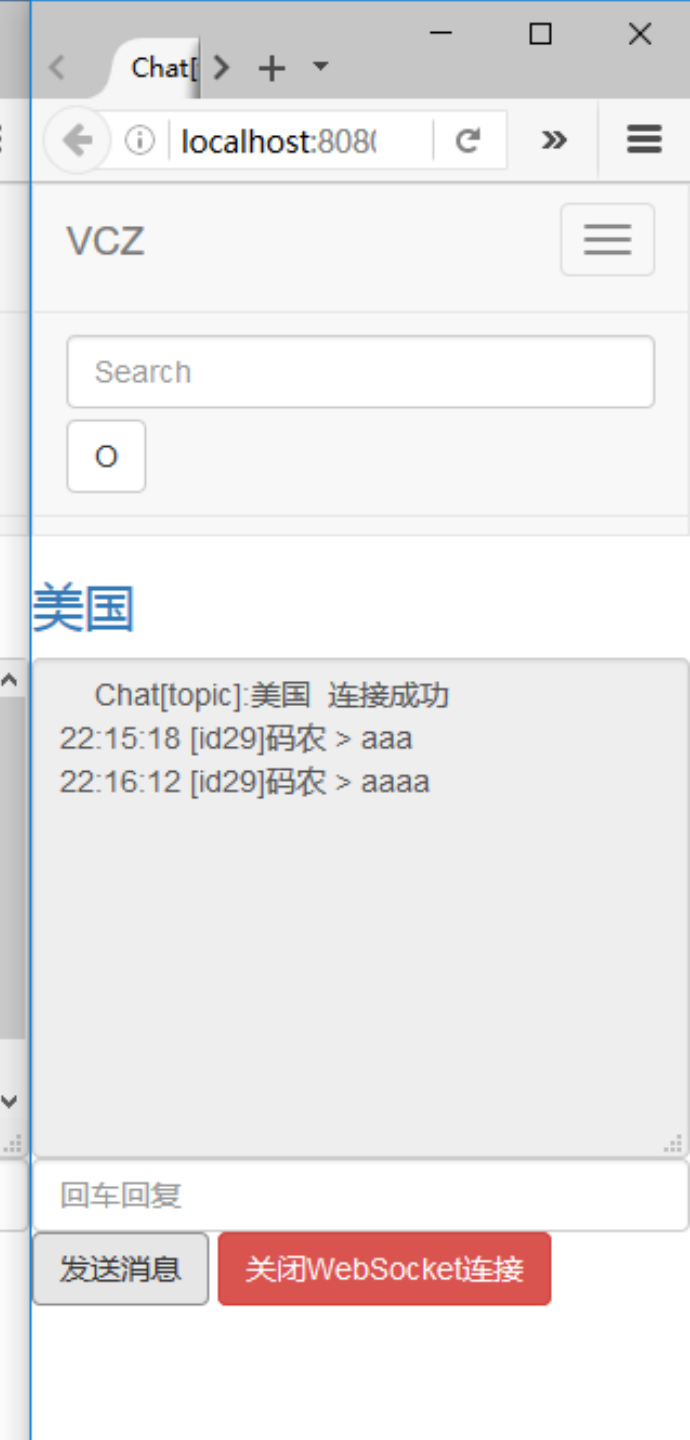 Chat[
localhost:8080
VCZ
Search
O
美国
Chat[topic]:美国 连接成功
22:15:18 [id29]码农 > aaa
22:16:12 [id29]码农 > aaaa
回车回复
发送消息 关闭WebSocket连接